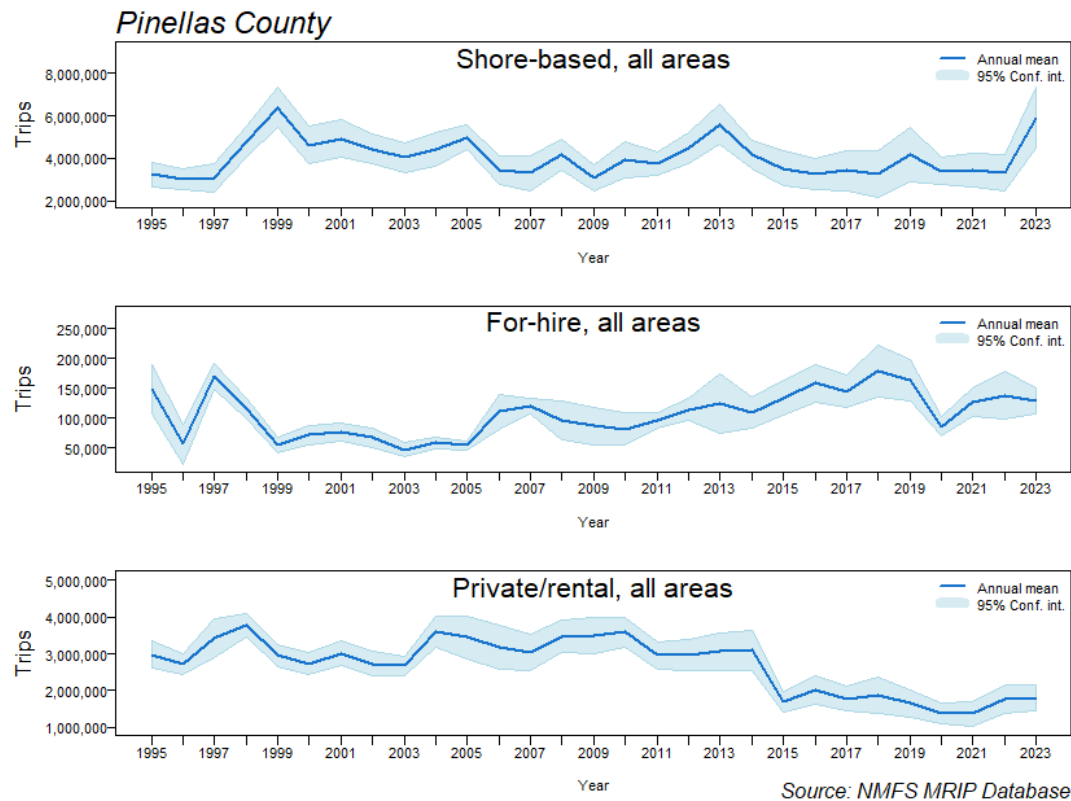 Pinellas County
Shore-based, all areas
Annual mean
95% Conf. int.
Trips
8,000,000
6,000,000
4,000,000
2,000,000
1995 1997 1999 2001 2003 2005 2007 2009 2011 2013 2015 2017 2019 2021 2023
Year
For-hire, all areas
Annual mean
95% Conf. int.
Trips
250,000
200,000
150,000
100,000
50,000
1995 1997 1999 2001 2003 2005 2007 2009 2011 2013 2015 2017 2019 2021 2023
Year
Private/rental, all areas
Annual mean
95% Conf. int.
Trips
5,000,000
4,000,000
3,000,000
2,000,000
1,000,000
1995 1997 1999 2001 2003 2005 2007 2009 2011 2013 2015 2017 2019 2021 2023
Year
Source: NMFS MRIP Database